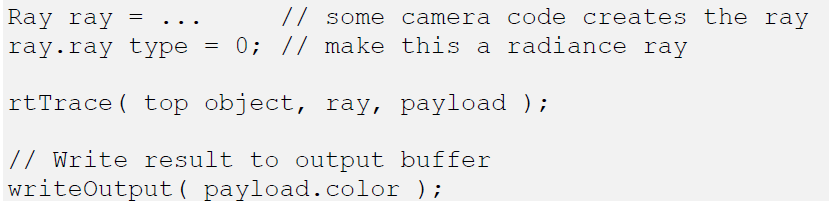 Ray ray = ... // some camera code creates the ray
ray.ray type = 0; // make this a radiance ray
rtTrace( top object, ray, payload );
// Write result to output buffer
writeOutput( payload.color );